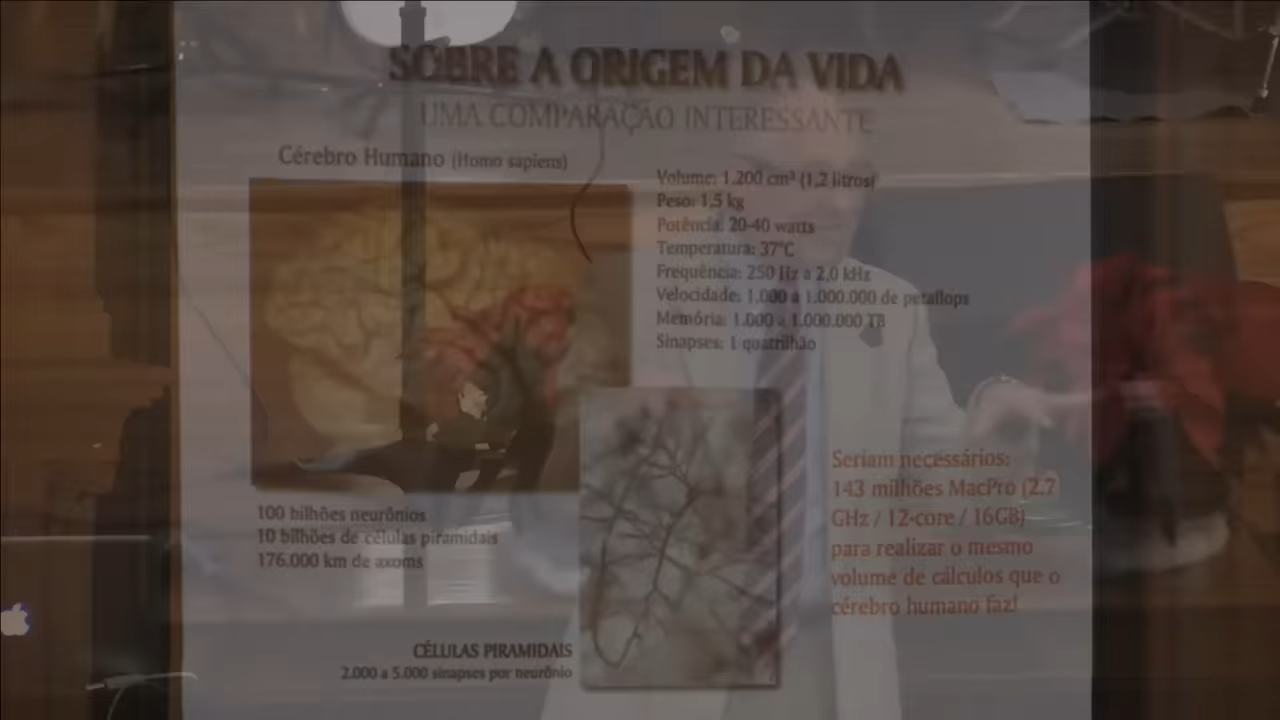 SOBRE A ORIGEM DA VIDA
UMA COMPARAÇÃO INTERESSANTE
Cérebro Humano (Homo sapiens)
Volume: 1.200 cm³ (1,2 litros)
Peso: 1,5 kg
Potência: 20-40 watts
Temperatura: 37°C
Frequência: 250 Hz a 2,0 kHz
Velocidade: 1.000 a 1.000.000 de petaflops
Memória: 1.000 a 1.000.000 TB
Sinapses: 1 quatrilhão
100 bilhões neurônios
10 bilhões de células piramidais
176.000 km de axoms
Seriam necessários:
143 milhões MacPro (2.7
GHz / 12-core / 16GB)
para realizar o mesmo
volume de cálculos que o
cérebro humano faz!
CÉLULAS PIRAMIDAIS
2.000 a 5.000 sinapses por neurônio